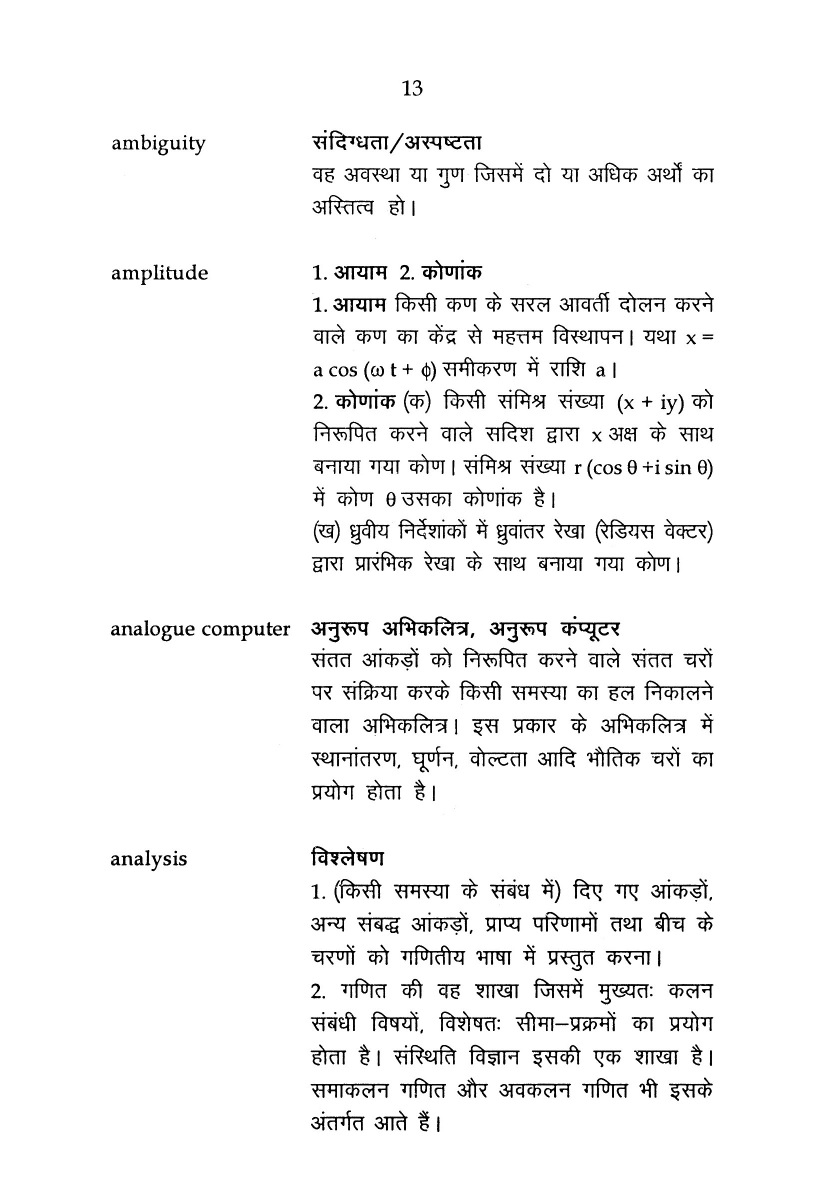 13
ambiguity संदिग्धता/अस्पष्टता
वह अवस्था या गुण जिसमें दो या अधिक अर्थों का
अस्तित्व हो।
amplitude 1. आयाम 2. कोणांक
1. आयाम किसी कण के सरल आवर्ती दोलन करने
वाले कण का केंद्र से महत्तम विस्थापन। यथा x =
a cos (ω t + ϕ) समीकरण में राशि a।
2. कोणांक (क) किसी संमिश्र संख्या (x + iy) को
निरूपित करने वाले सदिश द्वारा x अक्ष के साथ
बनाया गया कोण। संमिश्र संख्या r (cos θ +i sin θ)
में कोण θ उसका कोणांक है।
(ख) ध्रुवीय निर्देशांकों में ध्रुवांतर रेखा (रेडियस वेक्टर)
द्वारा प्रारंभिक रेखा के साथ बनाया गया कोण।
analogue computer अनुरूप अभिकलित्र, अनुरूप कंप्यूटर
संतत आंकड़ों को निरूपित करने वाले संतत चरों
पर संक्रिया करके किसी समस्या का हल निकालने
वाला अभिकलित्र। इस प्रकार के अभिकलित्र में
स्थानांतरण, घूर्णन, वोल्टता आदि भौतिक चरों का
प्रयोग होता है।
analysis विश्लेषण
1. (किसी समस्या के संबंध में) दिए गए आंकड़ों,
अन्य संबद्ध आंकड़ों, प्राप्य परिणामों तथा बीच के
चरणों को गणितीय भाषा में प्रस्तुत करना।
2. गणित की वह शाखा जिसमें मुख्यतः कलन
संबंधी विषयों, विशेषतः सीमा–प्रक्रमों का प्रयोग
होता है। संस्थिति विज्ञान इसकी एक शाखा है।
समाकलन गणित और अवकलन गणित भी इसके
अंतर्गत आते हैं।